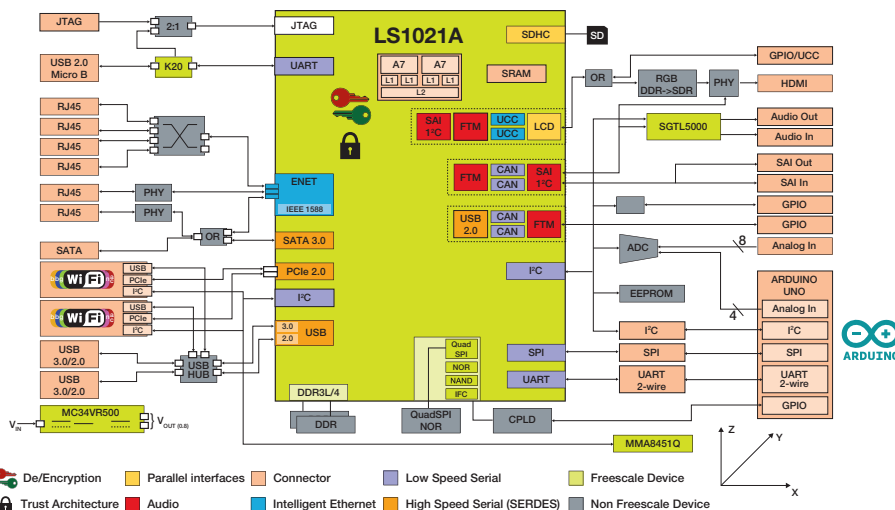 LS1021A
JTAG
2:1
JTAG
SDHC
SD
USB 2.0
Micro B
K20
UART
A7
A7
L1
L1
L1
L1
L2
SRAM
OR
RGB
DDR->SDR
PHY
GPIO/UCC
HDMI
RJ45
RJ45
RJ45
RJ45
SAI
I²C
FTM
UCC
UCC
LCD
SGTL5000
Audio Out
Audio In
ENET
IEEE 1588
FTM
CAN
CAN
SAI
I²C
SAI Out
SAI In
RJ45
PHY
RJ45
PHY
OR
GPIO
USB
2.0
CAN
CAN
FTM
GPIO
SATA
SATA 3.0
ADC
8
Analog In
WiFi
USB
PCIe
I²C
PCIe 2.0
I²C
ARDUINO
UNO
I²C
EEPROM
4
Analog In
WiFi
USB
PCIe
I²C
3.0
2.0
USB
I²C
I²C
ARDUINO
USB
3.0/2.0
USB
3.0/2.0
USB
HUB
Quad
SPI
NOR
NAND
IFC
SPI
SPI
SPI
UART
UART
2-wire
UART
2-wire
DDR3L/4
DDR
QuadSPI
NOR
CPLD
GPIO
MC34VR500
VIN
VOUT (0.8)
MMA8451Q
Z
Y
X
De/Encryption
Parallel interfaces
Connector
Low Speed Serial
Freescale Device
Trust Architecture
Audio
Intelligent Ethernet
High Speed Serial (SERDES)
Non Freescale Device